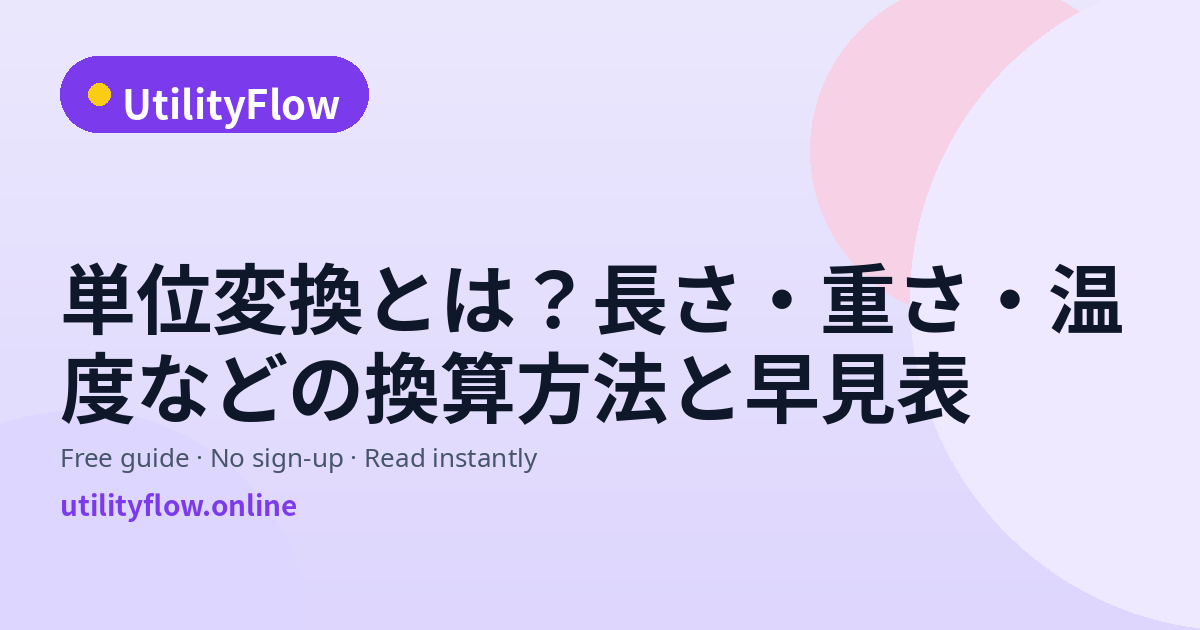 UtilityFlow
単位変換とは？長さ・重さ・温
度などの換算方法と早見表
Free guide · No sign-up · Read instantly
utilityflow.online